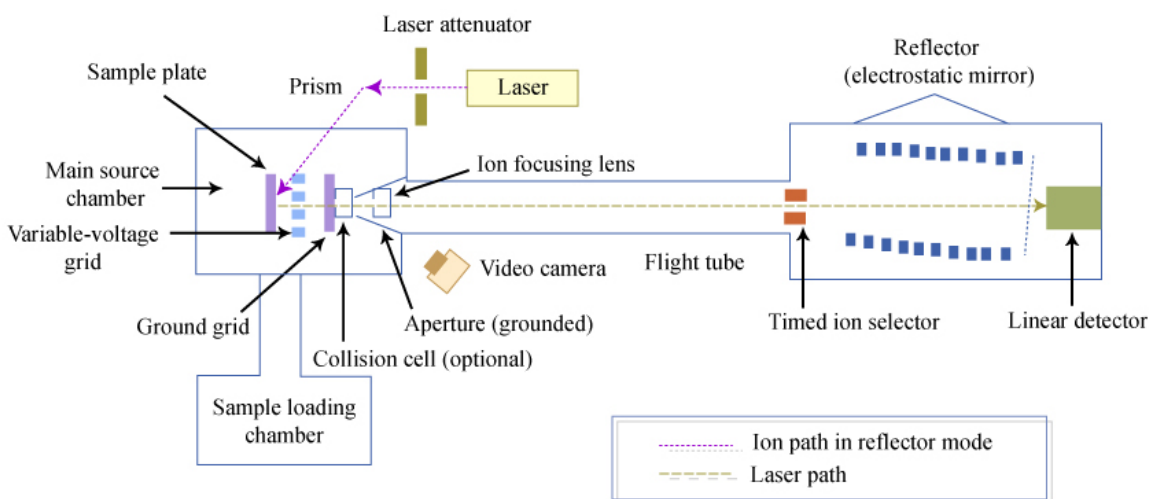 Laser attenuator
Sample plate
Prism
Laser
Reflector
(electrostatic mirror)
Main source
chamber
Ion focusing lens
Variable-voltage
grid
Video camera
Flight tube
Ground grid
Aperture (grounded)
Timed ion selector
Linear detector
Collision cell (optional)
Sample loading
chamber
Ion path in reflector mode
Laser path